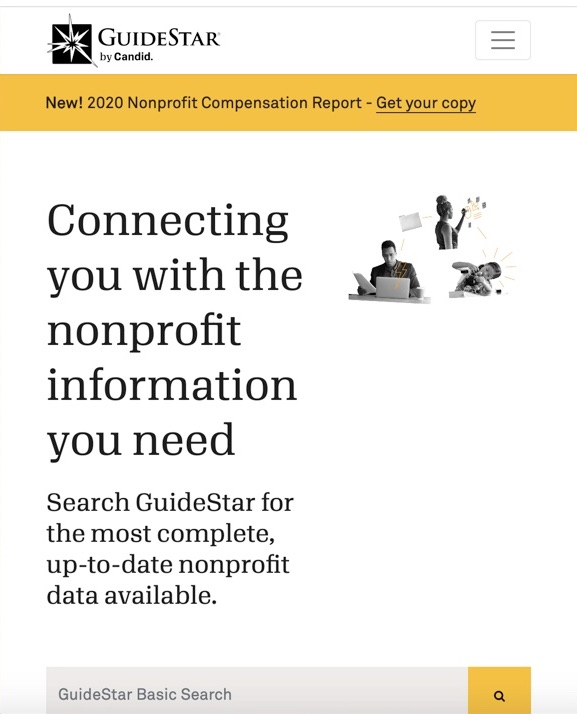 GUIDESTAR®
by Candid.
New! 2020 Nonprofit Compensation Report - Get your copy
Connecting
you with the
nonprofit
information
you need
Search GuideStar for
the most complete,
up-to-date nonprofit
data available.
GuideStar Basic Search